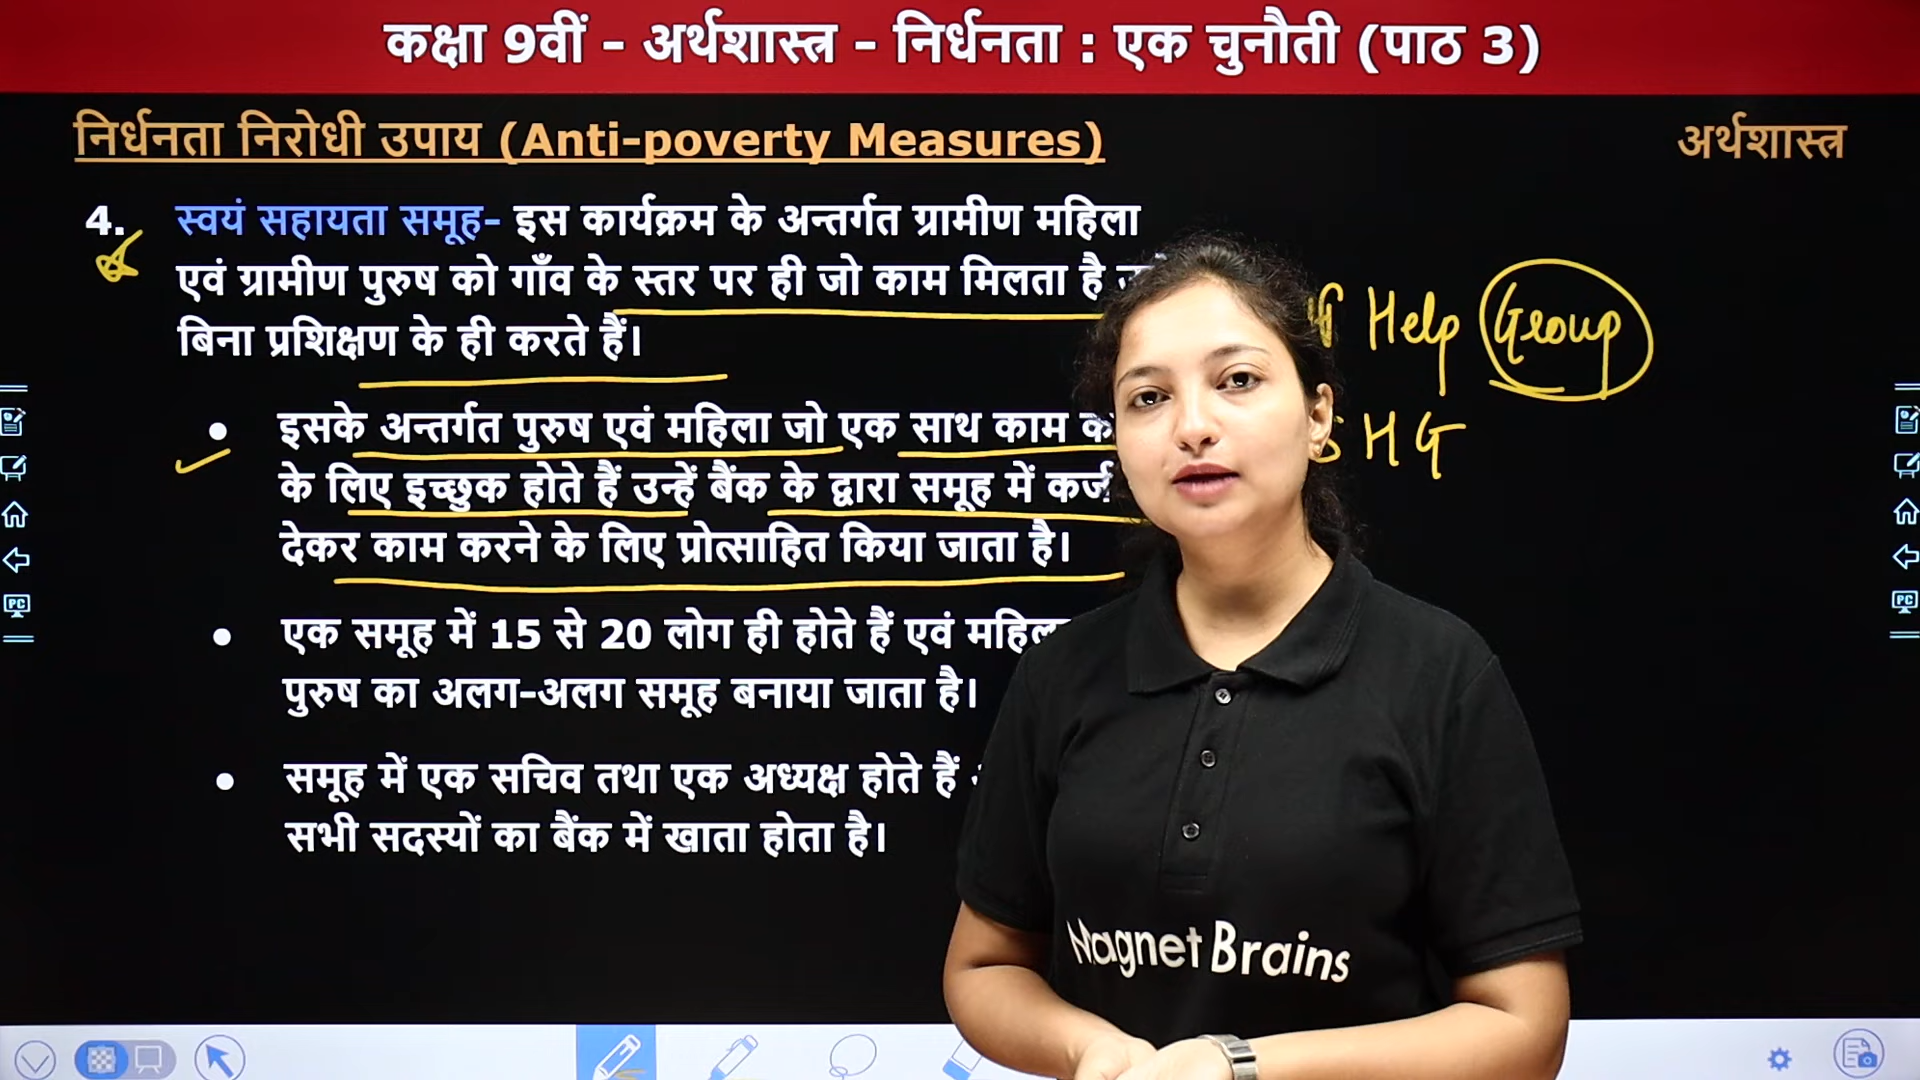 कक्षा 9वीं - अर्थशास्त्र - निर्धनता : एक चुनौती (पाठ 3)
निर्धनता निरोधी उपाय (Anti-poverty Measures)
अर्थशास्त्र
4. स्वयं सहायता समूह- इस कार्यक्रम के अन्तर्गत ग्रामीण महिला
एवं ग्रामीण पुरुष को गाँव के स्तर पर ही जो काम मिलता है
बिना प्रशिक्षण के ही करते हैं।
• इसके अन्तर्गत पुरुष एवं महिला जो एक साथ काम
के लिए इच्छुक होते हैं उन्हें बैंक के द्वारा समूह में कर्ज
देकर काम करने के लिए प्रोत्साहित किया जाता है।
• एक समूह में 15 से 20 लोग ही होते हैं एवं
पुरुष का अलग-अलग समूह बनाया जाता है।
• समूह में एक सचिव तथा एक अध्यक्ष होते हैं
सभी सदस्यों का बैंक में खाता होता है।
Help Group
S H G
Magnet Brains
PC
PC